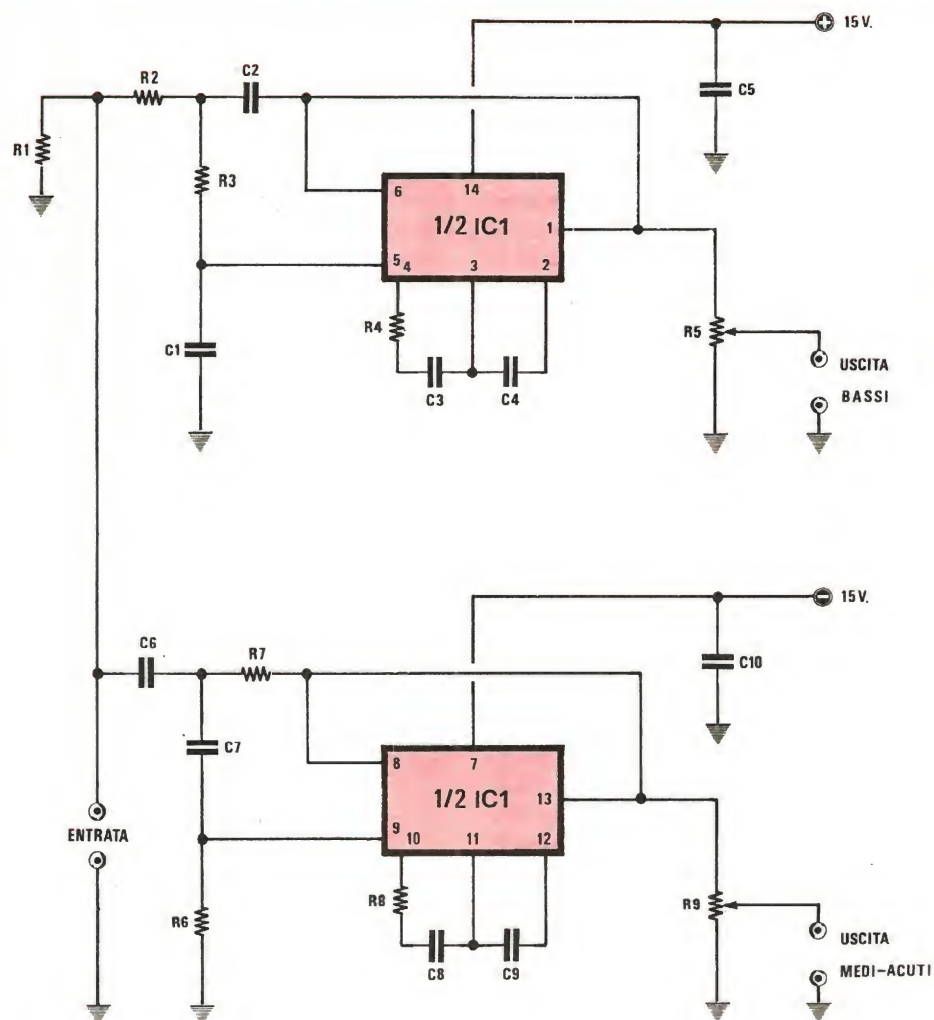 15 V.
C5
R2
C2
R1
R3
6
14
1/2 IC1
1
5
4
3
2
C1
R4
C3
C4
R5
USCITA
BASSI
15 V.
C6
R7
C10
C7
8
7
1/2 IC1
13
9
10
11
12
ENTRATA
R6
R8
C8
C9
R9
USCITA
MEDI-ACUTI